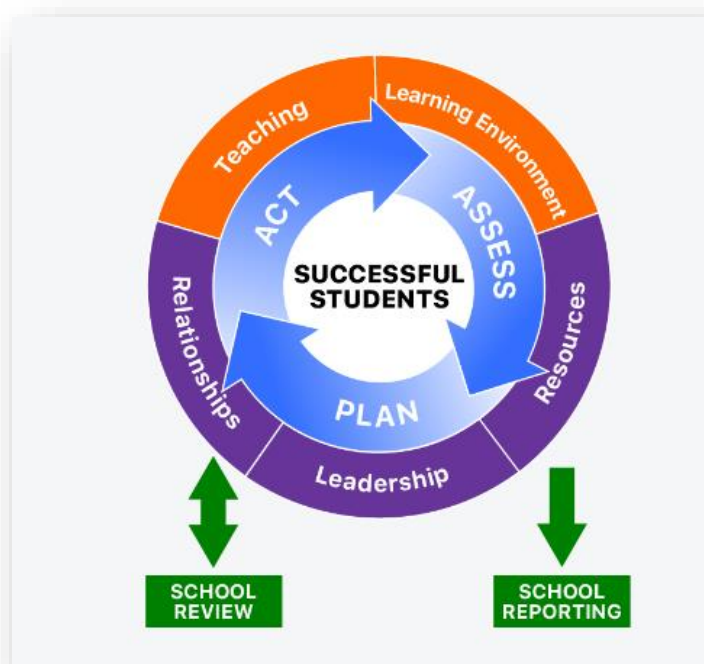 Teaching
Learning Environment
ACT
ASSESS
SUCCESSFUL
STUDENTS
Relationships
Resources
PLAN
Leadership
SCHOOL
REVIEW
SCHOOL
REPORTING